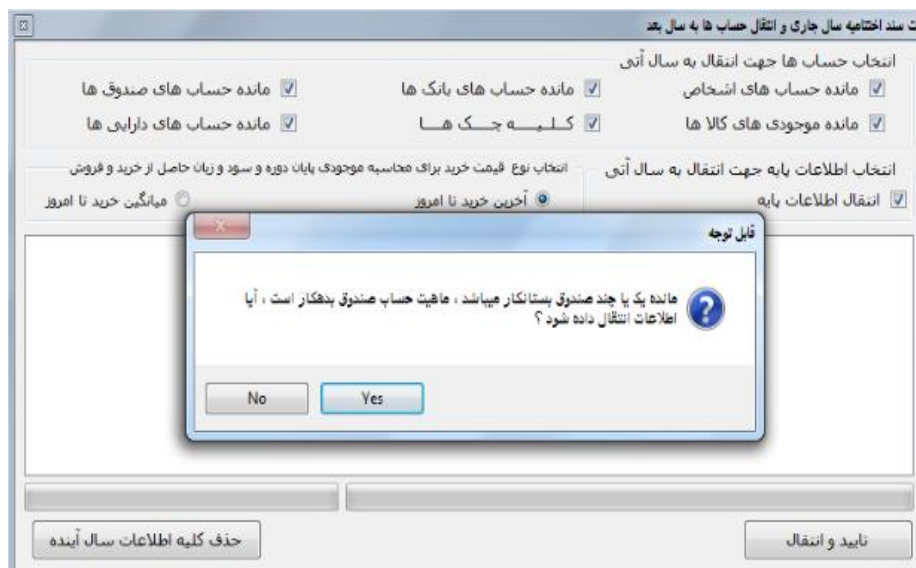 ت سند اختتامیه سال جاری و انتقال حساب ها به سال بعد
انتخاب حساب ها جهت انتقال به سال آتی
مانده حساب های اشخاص
مانده حساب های بانک ها
مانده حساب های صندوق ها
مانده موجودی های کالا ها
کلیه چک ها
مانده حساب های دارایی ها
انتخاب اطلاعات پایه جهت انتقال به سال آتی
انتقال اطلاعات پایه
انتخاب نوع قیمت خرید برای محاسبه موجودی پایان دوره و سود و زیان حاصل از خرید و فروش
آخرین خرید تا امروز
میانگین خرید تا امروز
قابل توجه
مانده یک یا چند صندوق بستانکار میباشد ، ماهیت حساب صندوق بدهکار است ، آیا
اطلاعات انتقال داده شود ؟
Yes
No
تایید و انتقال
حذف کلیه اطلاعات سال آینده